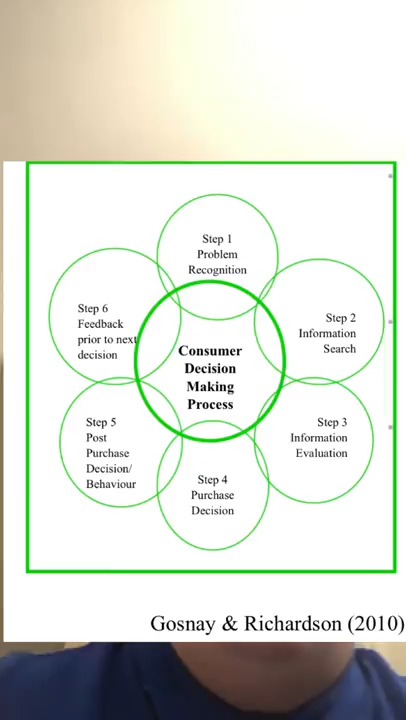 Step 1
Problem
Recognition
Step 2
Information
Search
Step 3
Information
Evaluation
Step 4
Purchase
Decision
Step 5
Post
Purchase
Decision/
Behaviour
Step 6
Feedback
prior to next
decision
Consumer
Decision
Making
Process
Gosnay & Richardson (2010)